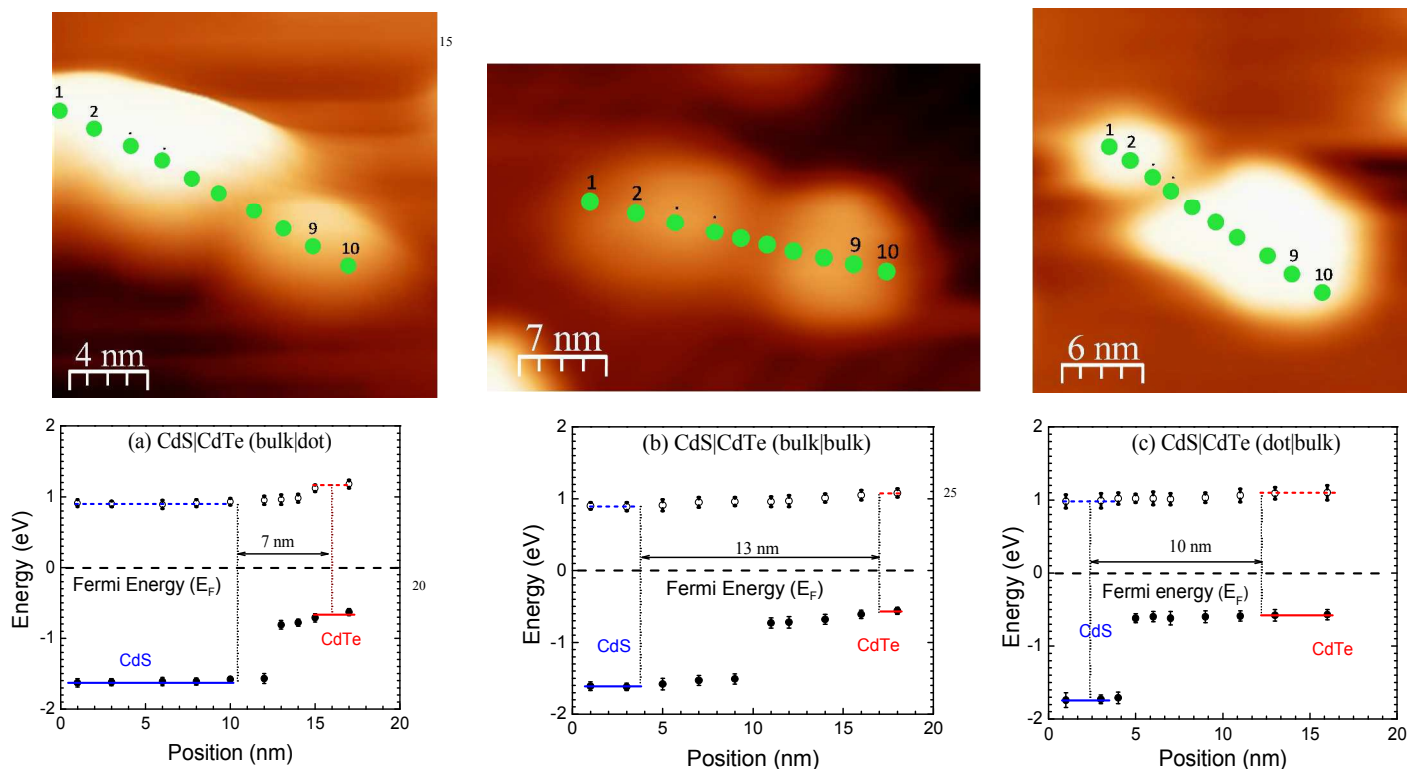 15
1
2
.
.
9
10
4 nm
1
2
.
.
9
10
7 nm
1
2
.
.
9
10
6 nm
(a) CdS|CdTe (bulk|dot)
7 nm
Fermi Energy (EF)
CdS
CdTe
Energy (eV)
2
1
0
-1
-2
0
5
10
15
20
Position (nm)
20
(b) CdS|CdTe (bulk|bulk)
13 nm
Fermi Energy (EF)
CdS
CdTe
Energy (eV)
2
1
0
-1
-2
0
5
10
15
20
Position (nm)
25
(c) CdS|CdTe (dot|bulk)
10 nm
Fermi energy (EF)
CdS
CdTe
Energy (eV)
2
1
0
-1
-2
0
5
10
15
20
Position (nm)